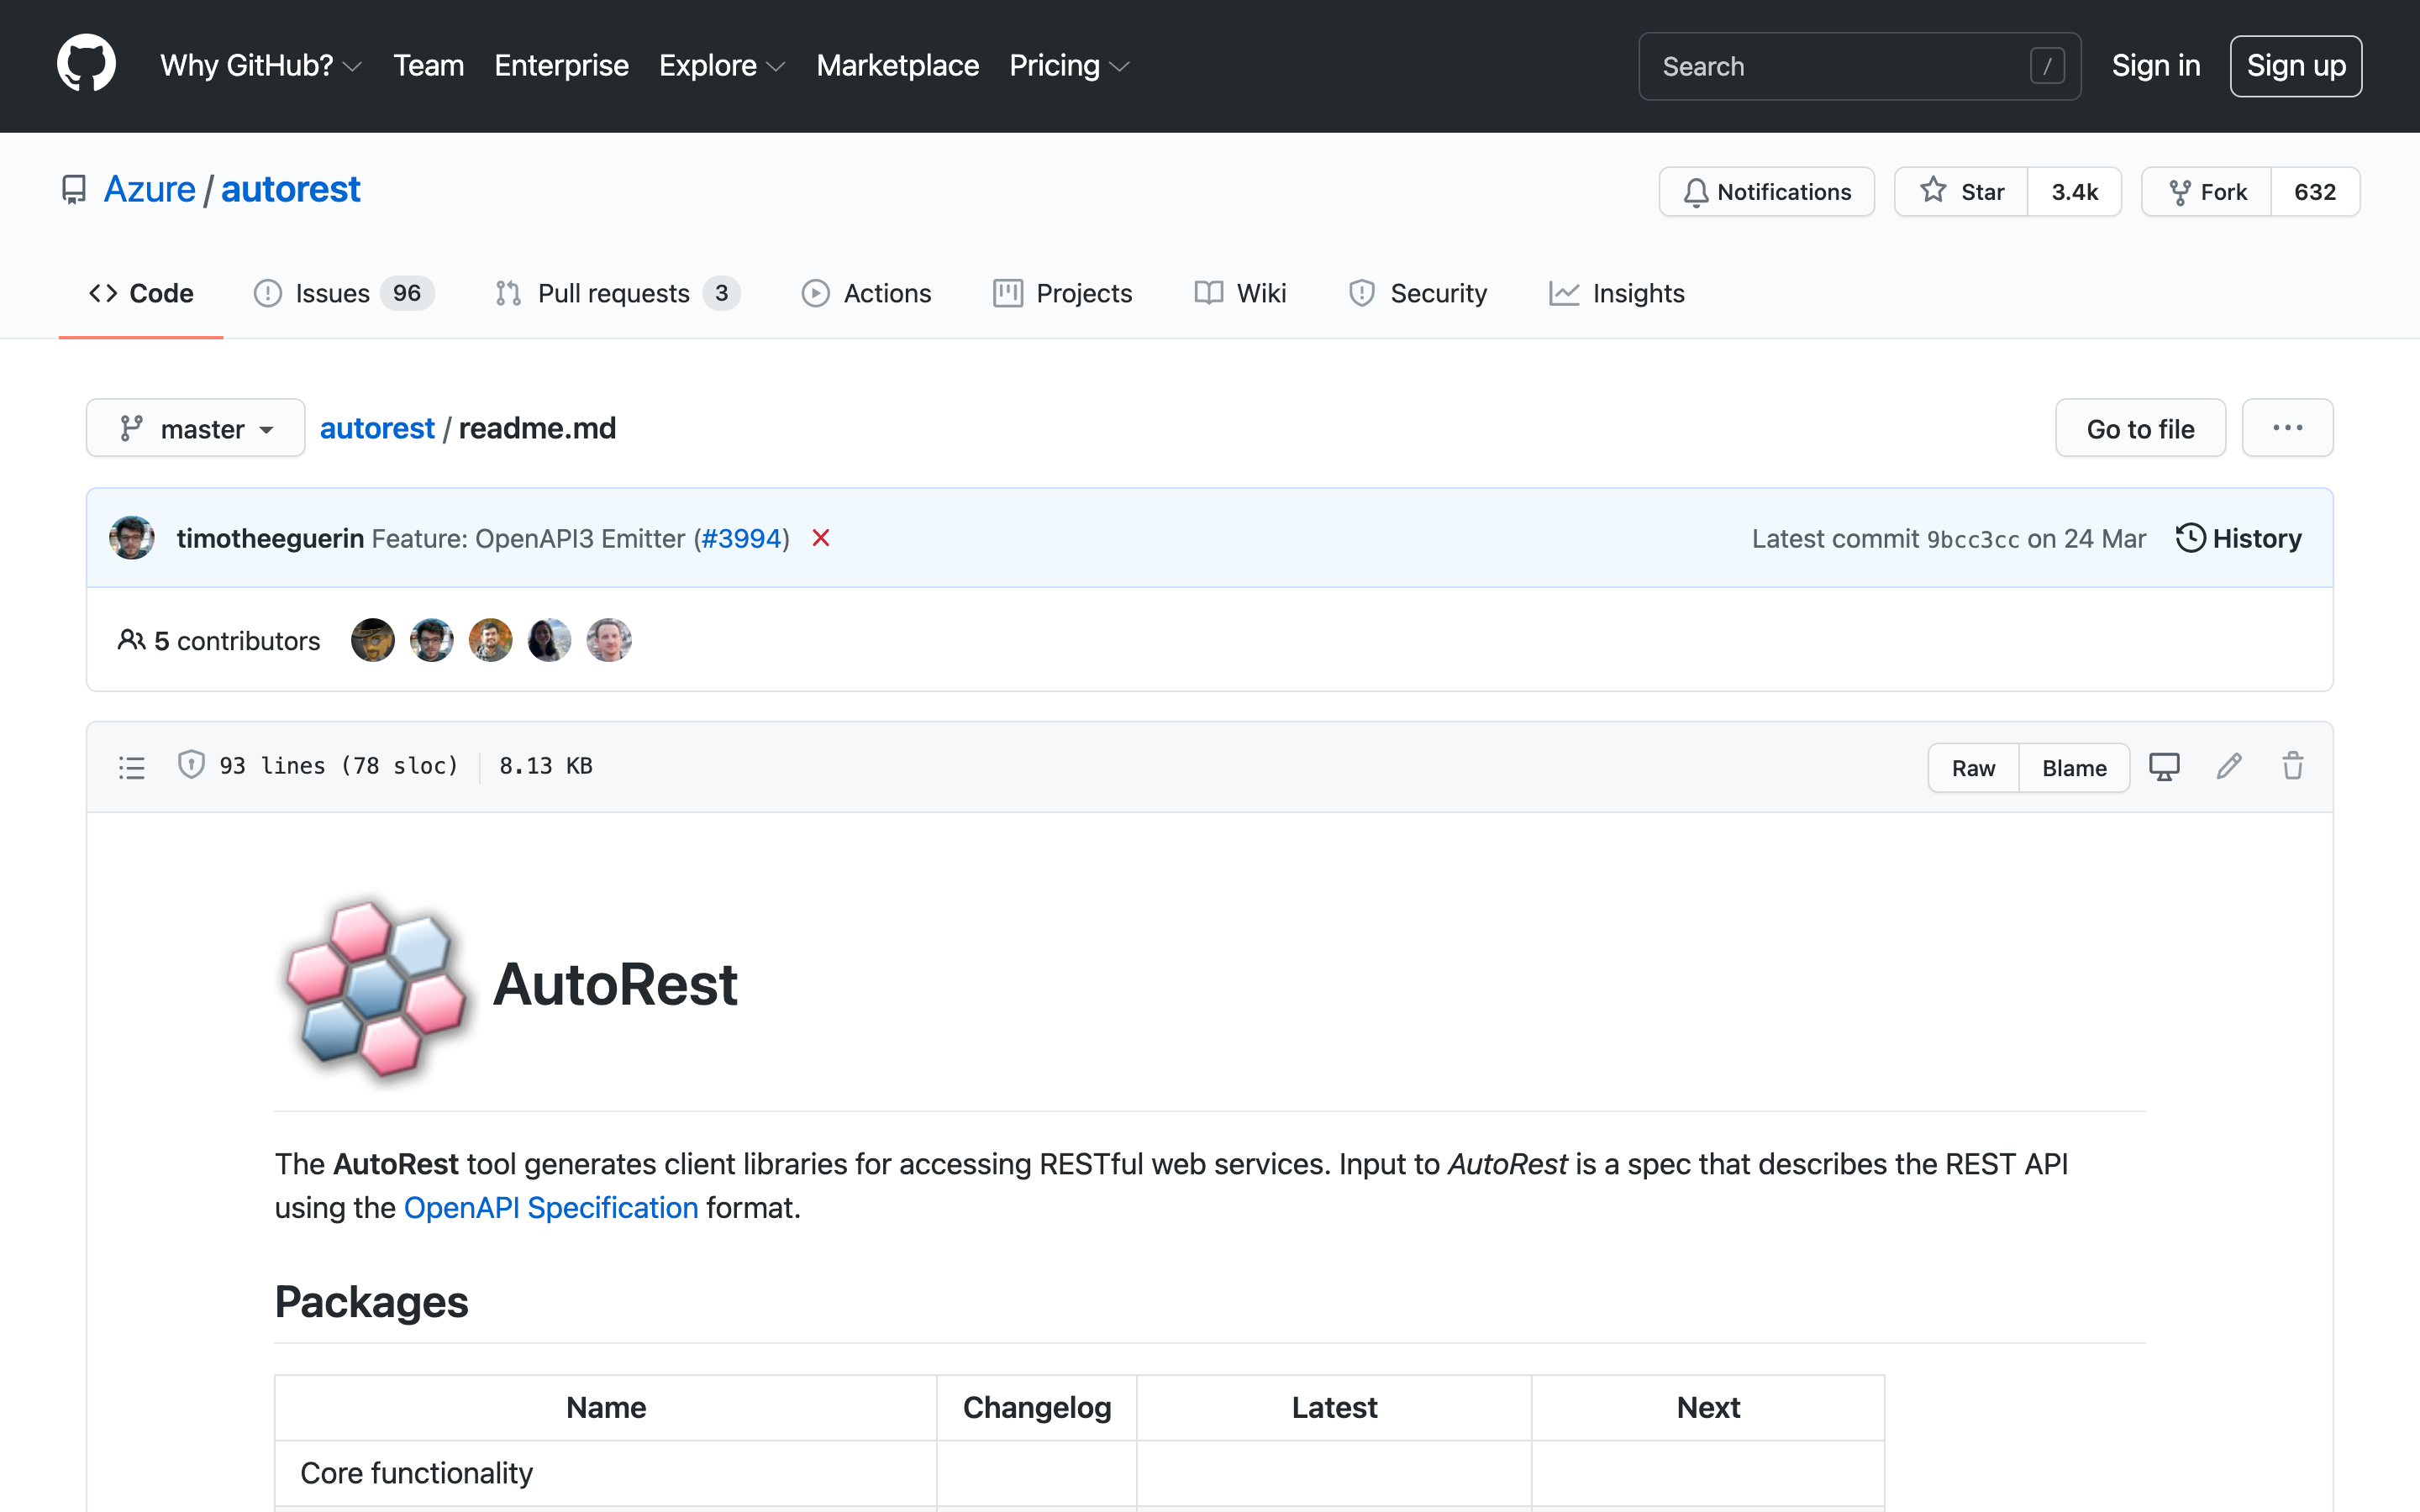 Why GitHub? Team Enterprise Explore Marketplace Pricing Search / Sign in Sign up
Azure / autorest Notifications Star 3.4k Fork 632
Code Issues 96 Pull requests 3 Actions Projects Wiki Security Insights
master autorest / readme.md Go to file ...
timotheeguerin Feature: OpenAPI3 Emitter (#3994) Latest commit 9bcc3cc on 24 Mar History
5 contributors
93 lines (78 sloc) 8.13 KB Raw Blame
AutoRest
The AutoRest tool generates client libraries for accessing RESTful web services. Input to AutoRest is a spec that describes the REST API
using the OpenAPI Specification format.
Packages
Name Changelog Latest Next
Core functionality